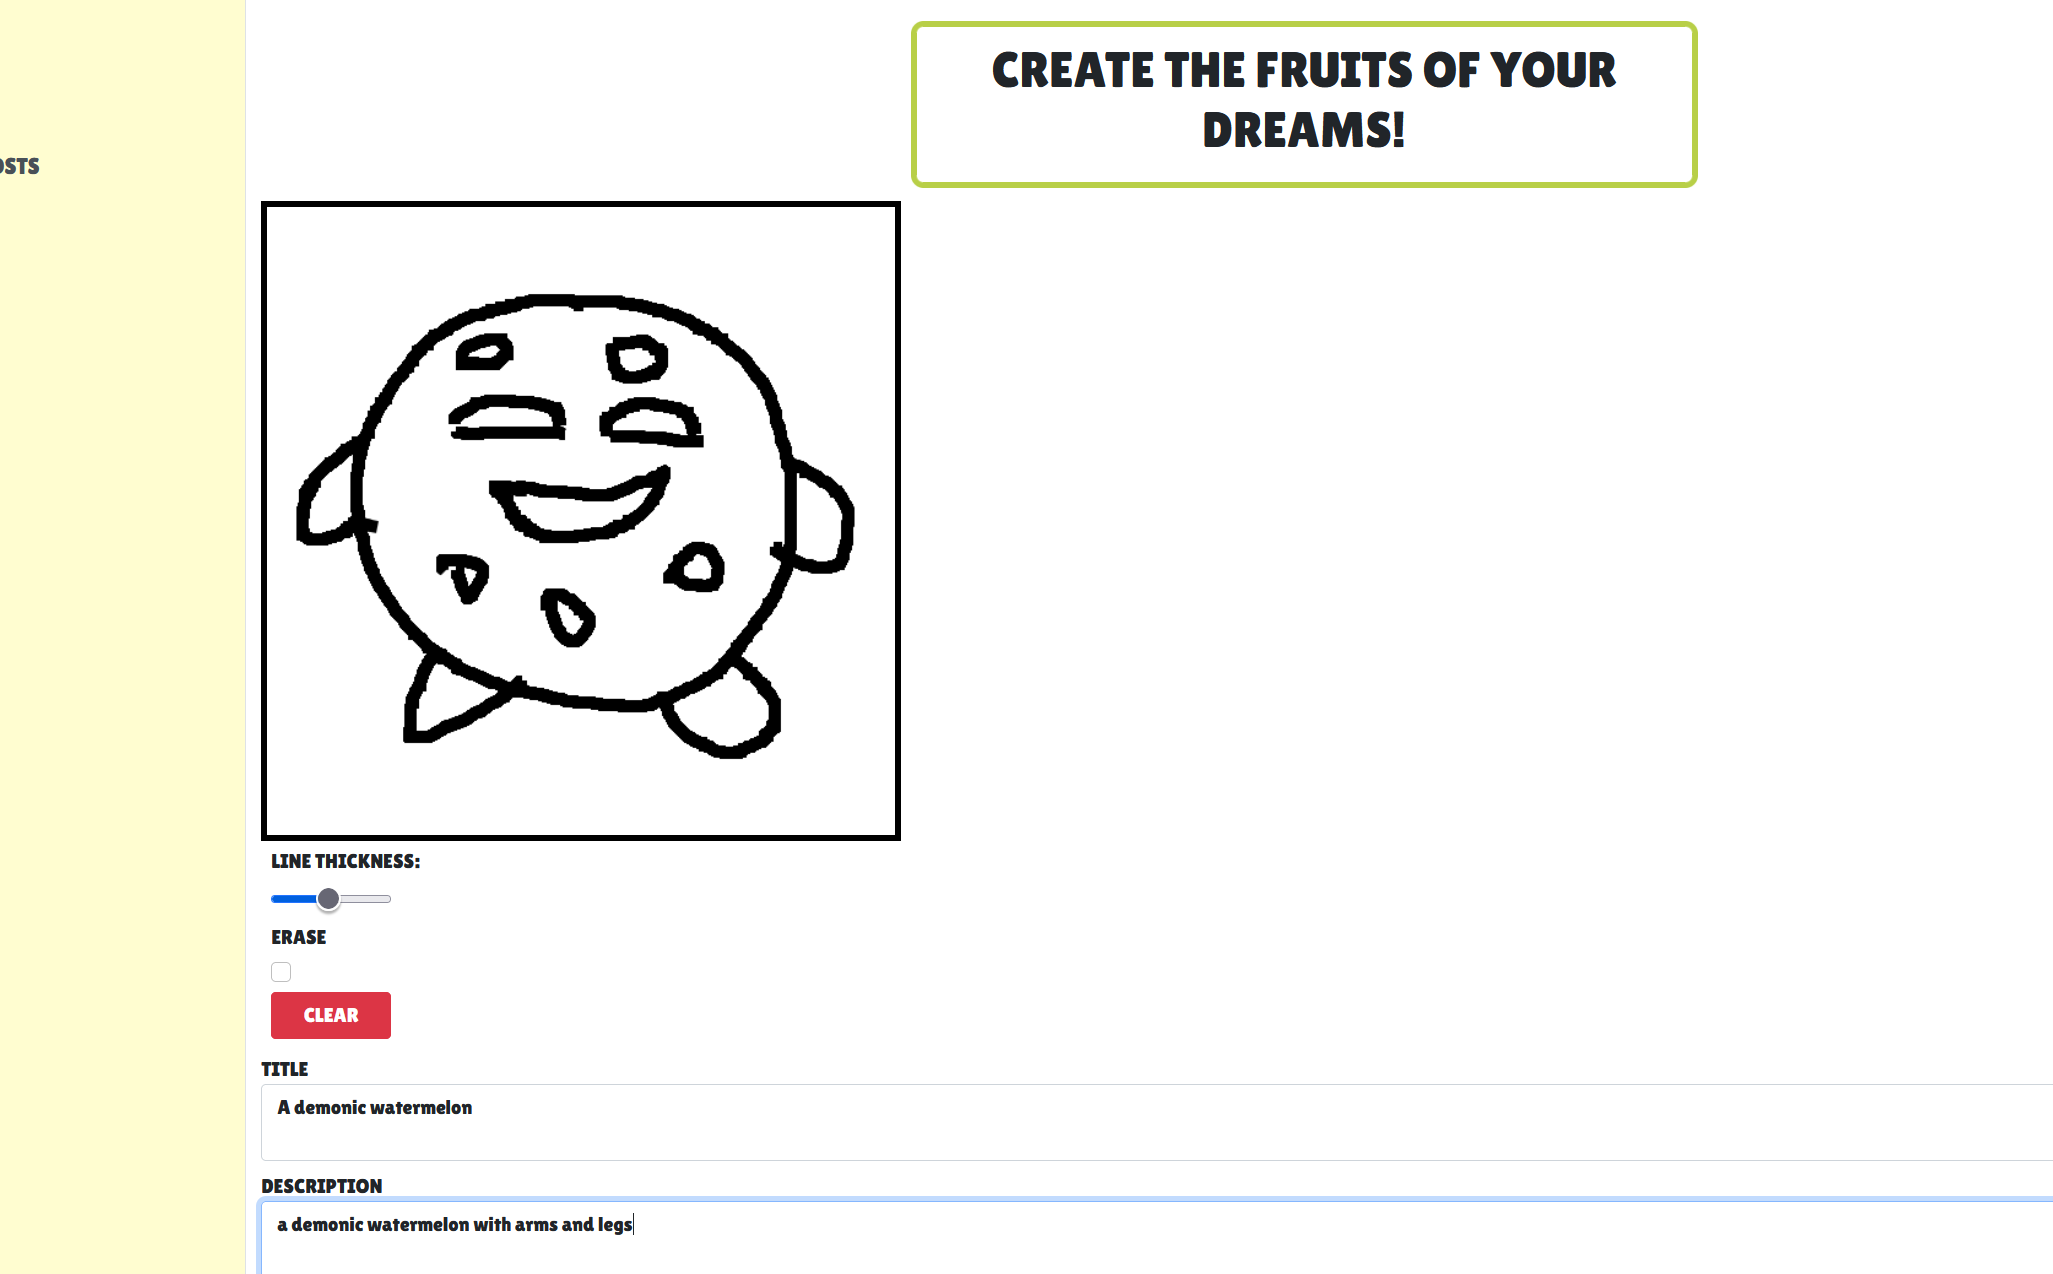 CREATE THE FRUITS OF YOUR
DREAMS!
OSTS
LINE THICKNESS:
ERASE
CLEAR
TITLE
A demonic watermelon
DESCRIPTION
a demonic watermelon with arms and legs